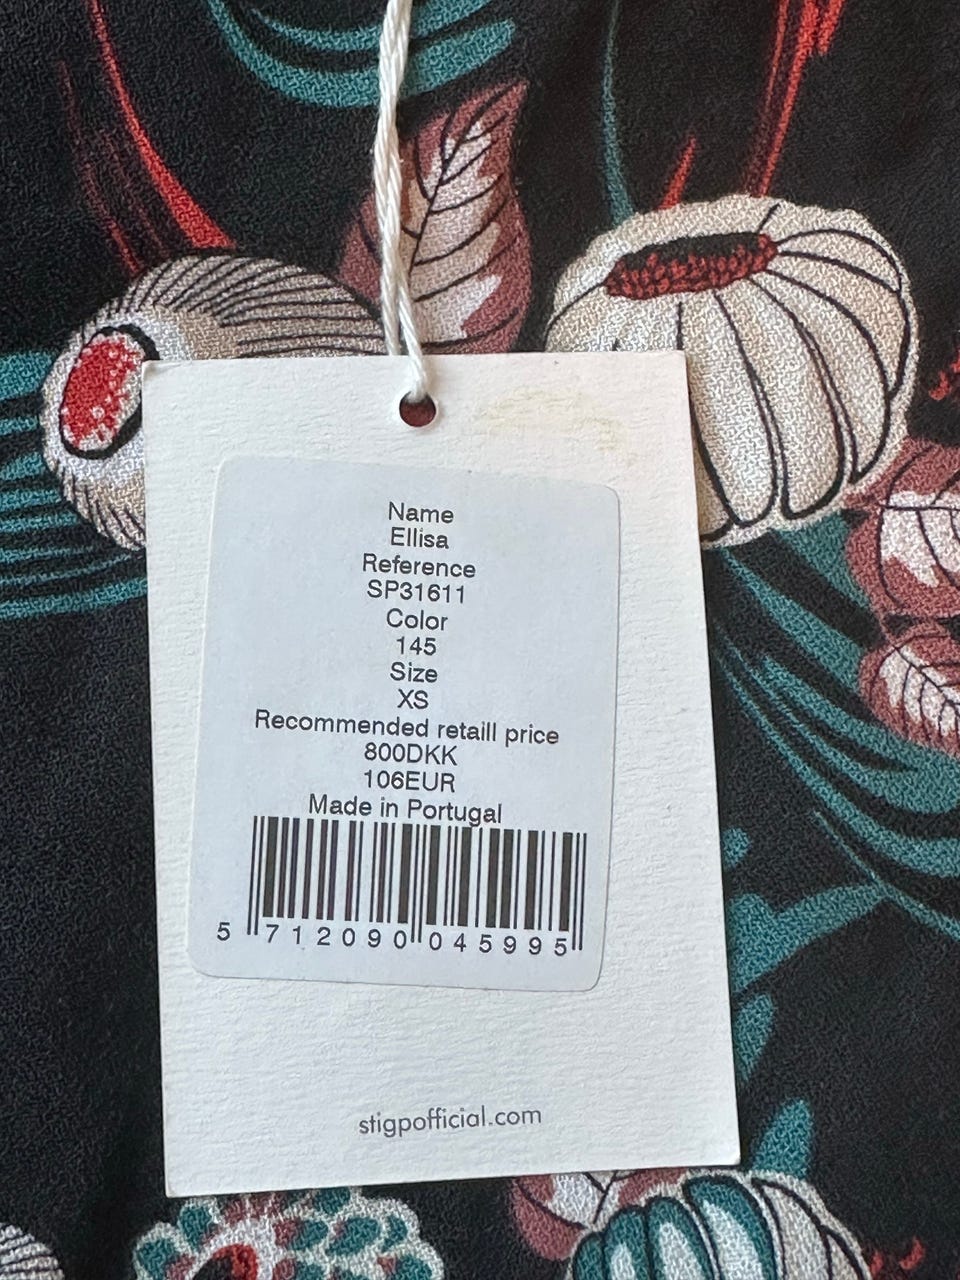 Name
Ellisa
Reference
SP31611
Color
145
Size
XS
Recommended retaill price
800DKK
106EUR
Made in Portugal
5 712090 045995
stigpofficial.com